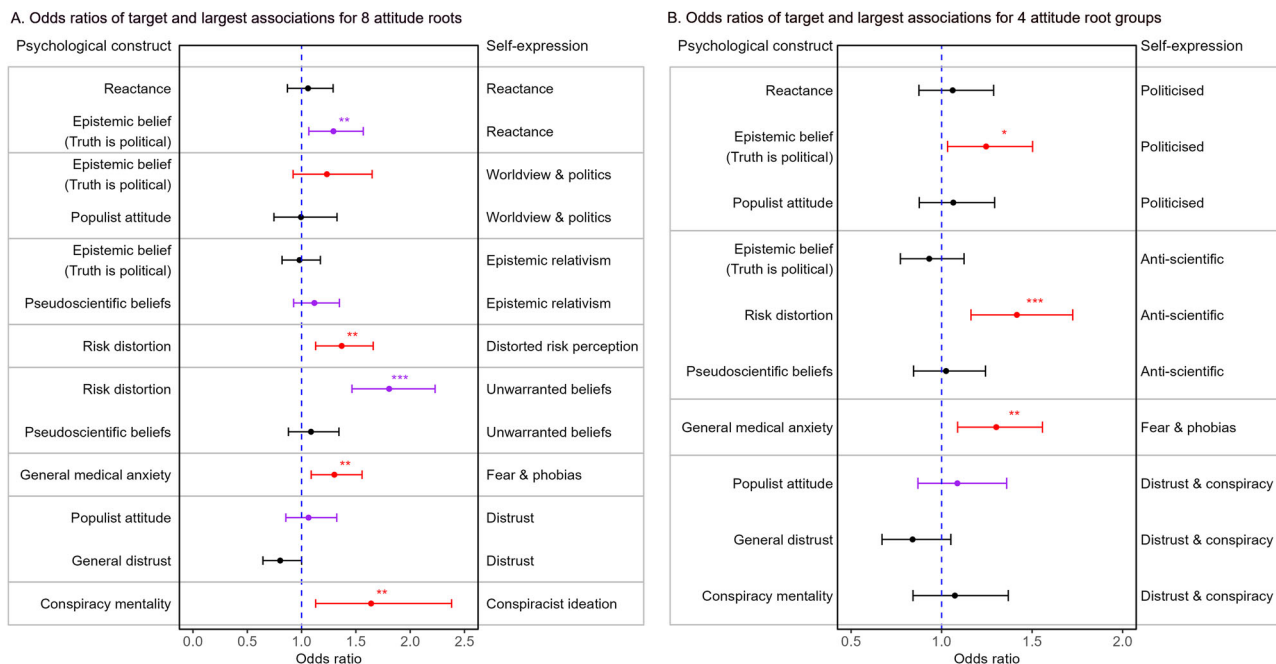 A. Odds ratios of target and largest associations for 8 attitude roots
Psychological construct
Self-expression
Reactance
Reactance
Epistemic belief
(Truth is political)
**
Reactance
Epistemic belief
(Truth is political)
Worldview & politics
Populist attitude
Worldview & politics
Epistemic belief
(Truth is political)
Epistemic relativism
Pseudoscientific beliefs
Epistemic relativism
Risk distortion
**
Distorted risk perception
Risk distortion
***
Unwarranted beliefs
Pseudoscientific beliefs
Unwarranted beliefs
General medical anxiety
**
Fear & phobias
Populist attitude
Distrust
General distrust
Distrust
Conspiracy mentality
**
Conspiracist ideation
0.0 0.5 1.0 1.5 2.0 2.5
Odds ratio
B. Odds ratios of target and largest associations for 4 attitude root groups
Psychological construct
Self-expression
Reactance
Politicised
Epistemic belief
(Truth is political)
*
Politicised
Populist attitude
Politicised
Epistemic belief
(Truth is political)
Anti-scientific
Risk distortion
***
Anti-scientific
Pseudoscientific beliefs
Anti-scientific
General medical anxiety
**
Fear & phobias
Populist attitude
Distrust & conspiracy
General distrust
Distrust & conspiracy
Conspiracy mentality
Distrust & conspiracy
0.5 1.0 1.5 2.0
Odds ratio